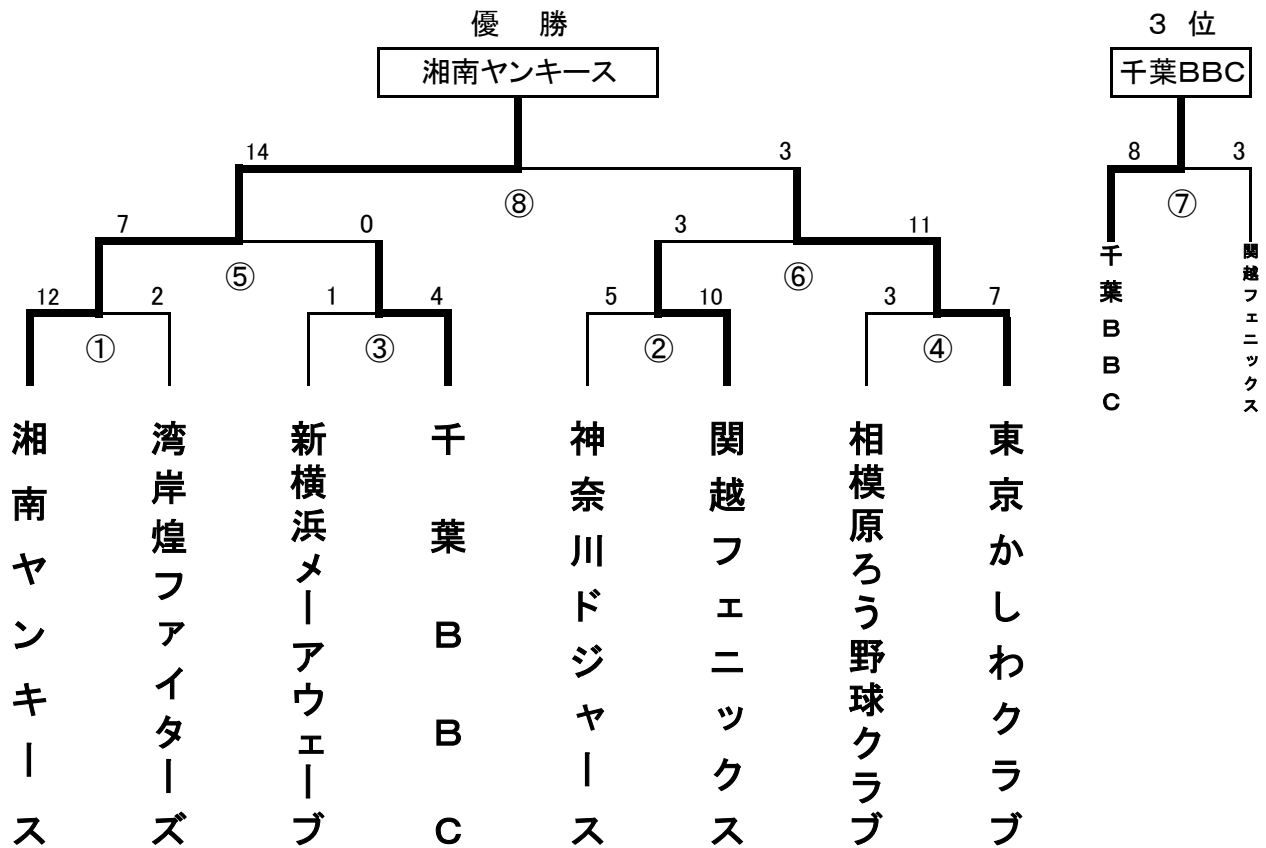 優　勝
湘南ヤンキース
３　位
千葉ＢＢＣ
14
3
⑧
8
3
⑦
7
0
⑤
3
11
⑥
12
2
①
1
4
③
5
10
②
3
7
④
千葉ＢＢＣ
関越フェニックス
湘南ヤンキース
湾岸煌ファイターズ
新横浜メーアウェーブ
千葉ＢＢＣ
神奈川ドジャース
関越フェニックス
相模原ろう野球クラブ
東京かしわクラブ